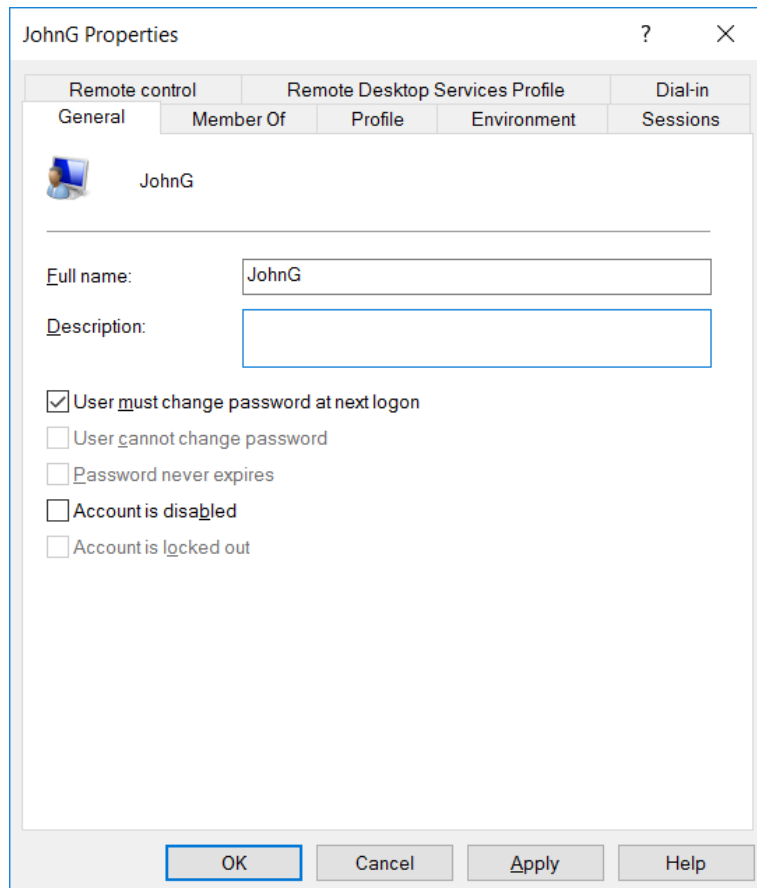 JohnG Properties ?
Remote control Remote Desktop Services Profile Dial-in
General Member Of Profile Environment Sessions
JohnG
Full name: JohnG
Description:
User must change password at next logon
User cannot change password
Password never expires
Account is disabled
Account is locked out
OK Cancel Apply Help